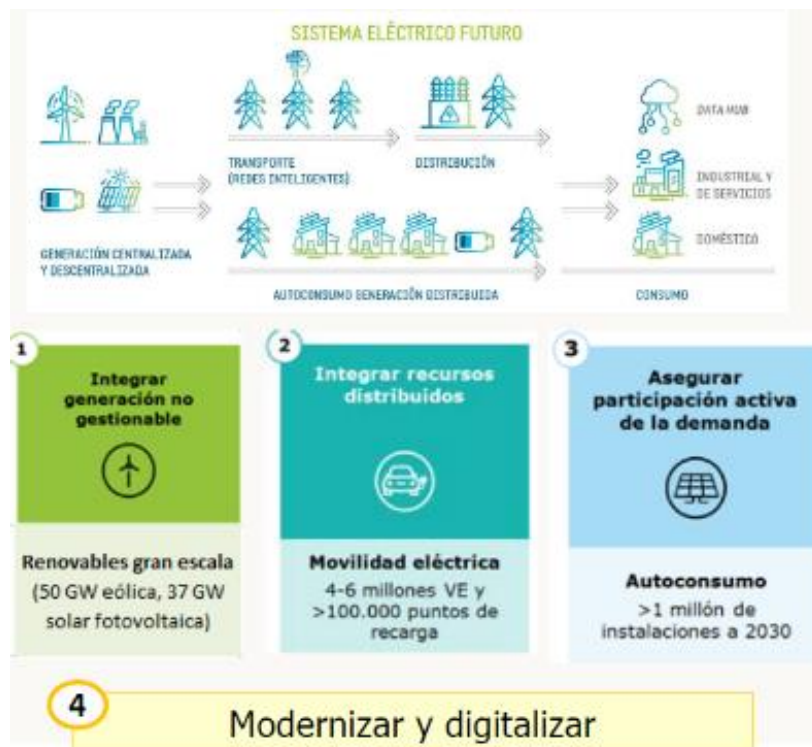 SISTEMA ELÉCTRICO FUTURO
TRANSPORTE
(REDES INTELIGENTES)
DISTRIBUCIÓN
DATA HUB
INDUSTRIAL Y
DE SERVICIOS
DOMÉSTICO
GENERACIÓN CENTRALIZADA
Y DESCENTRALIZADA
AUTOCONSUMO GENERACIÓN DISTRIBUIDA
CONSUMO
1
Integrar
generación no
gestionable
Renovables gran escala
(50 GW eólica, 37 GW
solar fotovoltaica)
2
Integrar recursos
distribuidos
Movilidad eléctrica
4-6 millones VE y
>100.000 puntos de
recarga
3
Asegurar
participación activa
de la demanda
Autoconsumo
>1 millón de
instalaciones a 2030
4
Modernizar y digitalizar